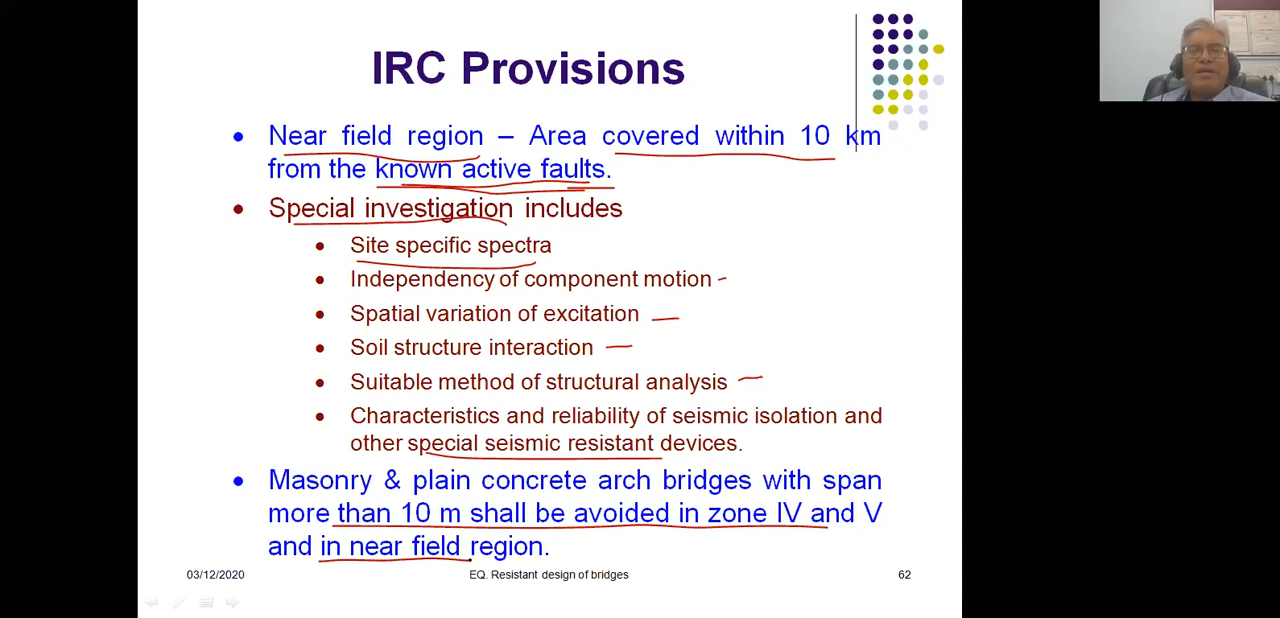 IRC Provisions
• Near field region – Area covered within 10 km
from the known active faults.
• Special investigation includes
• Site specific spectra
• Independency of component motion
• Spatial variation of excitation
• Soil structure interaction
• Suitable method of structural analysis
• Characteristics and reliability of seismic isolation and
other special seismic resistant devices.
• Masonry & plain concrete arch bridges with span
more than 10 m shall be avoided in zone IV and V
and in near field region.
03/12/2020 EQ. Resistant design of bridges 62